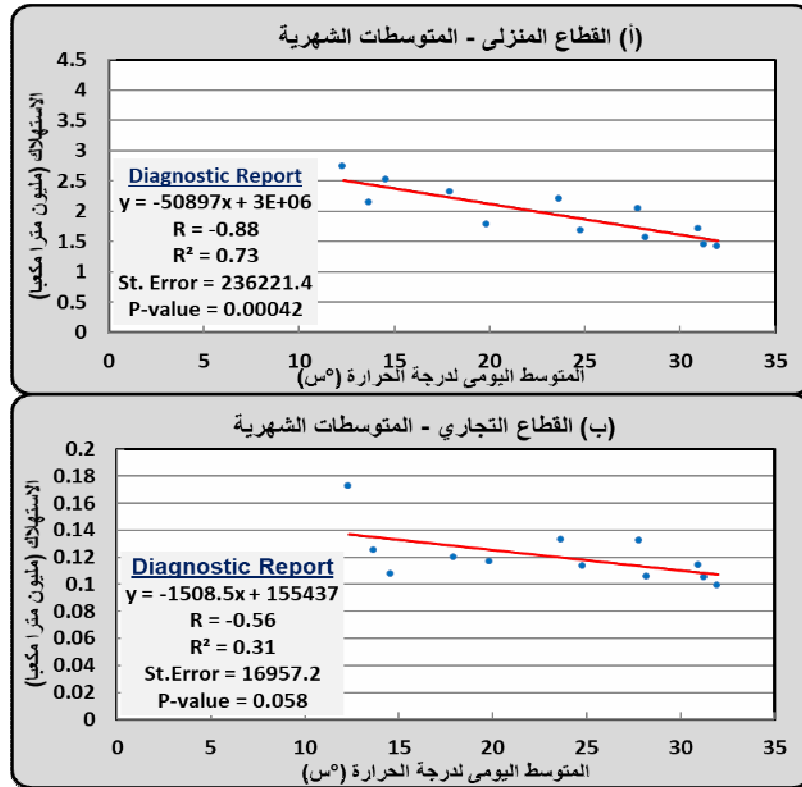 (أ) القطاع المنزلى - المتوسطات الشهرية
الاستهلاك (مليون مترا مكعبا)
4.5
4
3.5
3
2.5
2
1.5
1
0.5
0
Diagnostic Report
y = -50897x + 3E+06
R = -0.88
R² = 0.73
St. Error = 236221.4
P-value = 0.00042
0 5 10 15 20 25 30 35
المتوسط اليومى لدرجة الحرارة (°س)
(ب) القطاع التجاري - المتوسطات الشهرية
الاستهلاك (مليون مترا مكعبا)
0.2
0.18
0.16
0.14
0.12
0.1
0.08
0.06
0.04
0.02
0
Diagnostic Report
y = -1508.5x + 155437
R = -0.56
R² = 0.31
St.Error = 16957.2
P-value = 0.058
0 5 10 15 20 25 30 35
المتوسط اليومى لدرجة الحرارة (°س)